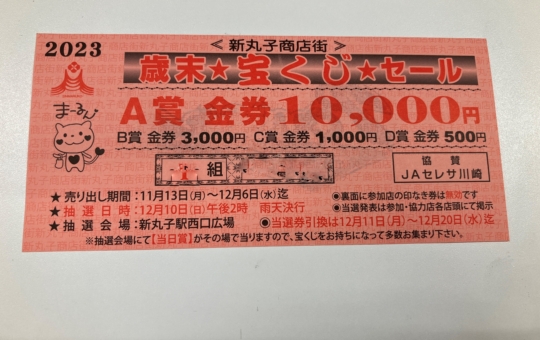 2023
≪ 新丸子商店街 ≫
歳末★宝くじ★セール
まーるん
A賞 金券10,000円
B賞 金券 3,000円 C賞 金券 1,000円 D賞 金券 500円
組
協賛
JAセレサ川崎
★売り出し期間：11月13日(月)～12月6日(水)迄
★抽選日時：12月10日(日)午後2時 雨天決行
★抽選会場：新丸子駅西口広場
●裏面に参加店の印なき券は無効です
●当選発表は参加・協力店各店頭にて掲示
●当選券引換は12月11日(月)～12月20日(水)迄
※抽選会場にて【当日賞】がその場で当りますので、宝くじをお持ちになって多数お集まり下さい。